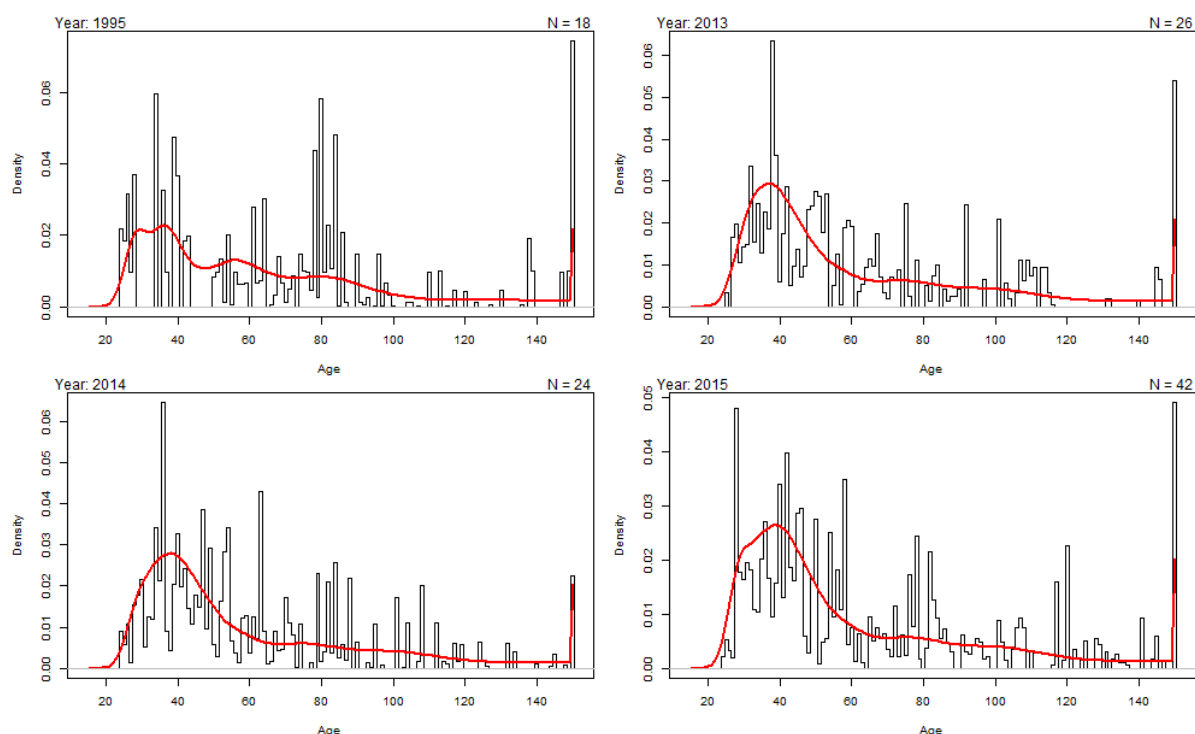 Year: 1995 N = 18
Density
0.00 0.02 0.04 0.06
20 40 60 80 100 120 140
Age
Year: 2013 N = 26
Density
0.00 0.01 0.02 0.03 0.04 0.05 0.06
20 40 60 80 100 120 140
Age
Year: 2014 N = 24
Density
0.00 0.01 0.02 0.03 0.04 0.05 0.06
20 40 60 80 100 120 140
Age
Year: 2015 N = 42
Density
0.00 0.01 0.02 0.03 0.04 0.05
20 40 60 80 100 120 140
Age